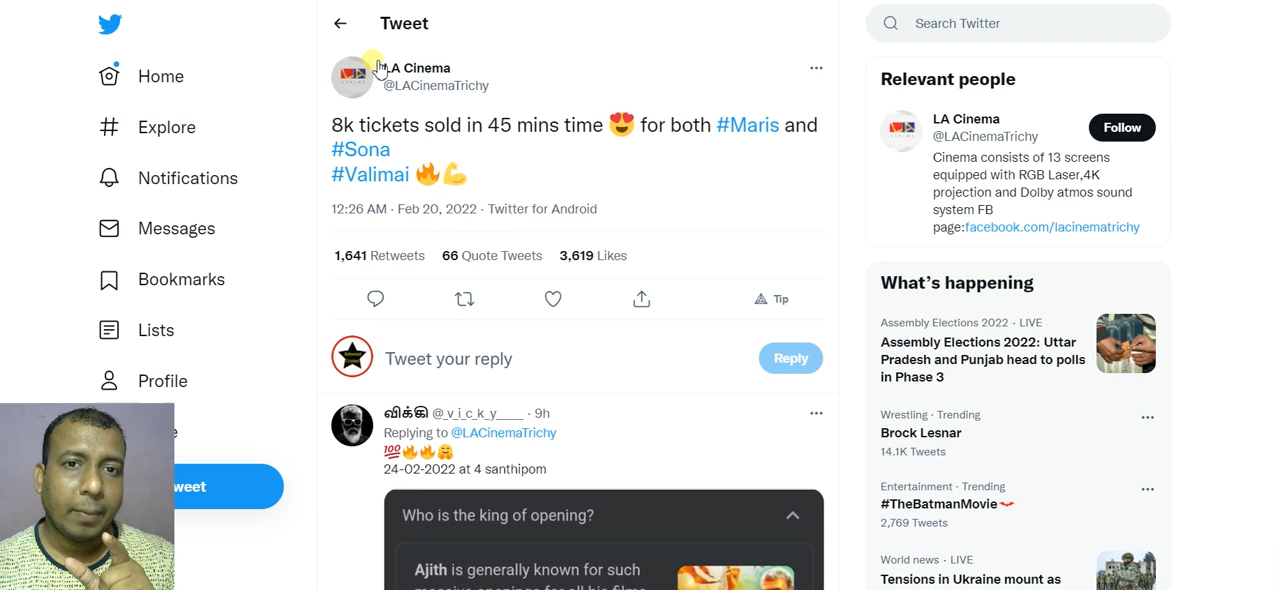 Home
Explore
Notifications
Messages
Bookmarks
Lists
Profile
Tweet
LA Cinema
@LACinemaTrichy
8k tickets sold in 45 mins time 😍 for both #Maris and
#Sona
#Valimai 🔥💪
12:26 AM · Feb 20, 2022 · Twitter for Android
1,641 Retweets 66 Quote Tweets 3,619 Likes
Tip
Tweet your reply
Reply
விக்கி @_v_i_c_k_y____ · 9h
Replying to @LACinemaTrichy
💯🔥🔥🤗
24-02-2022 at 4 santhipom
Who is the king of opening?
Ajith is generally known for such
massive openings for all his films
Search Twitter
Relevant people
LA Cinema
@LACinemaTrichy
Follow
Cinema consists of 13 screens
equipped with RGB Laser,4K
projection and Dolby atmos sound
system FB
page:facebook.com/lacinematrichy
What's happening
Assembly Elections 2022 · LIVE
Assembly Elections 2022: Uttar
Pradesh and Punjab head to polls
in Phase 3
Wrestling · Trending
Brock Lesnar
14.1K Tweets
Entertainment · Trending
#TheBatmanMovie
2,769 Tweets
World news · LIVE
Tensions in Ukraine mount as